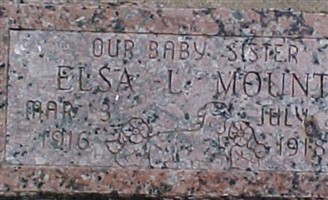 OUR BABY SISTER
ELSA L MOUNT
MAR 3 JULY
1916 1918